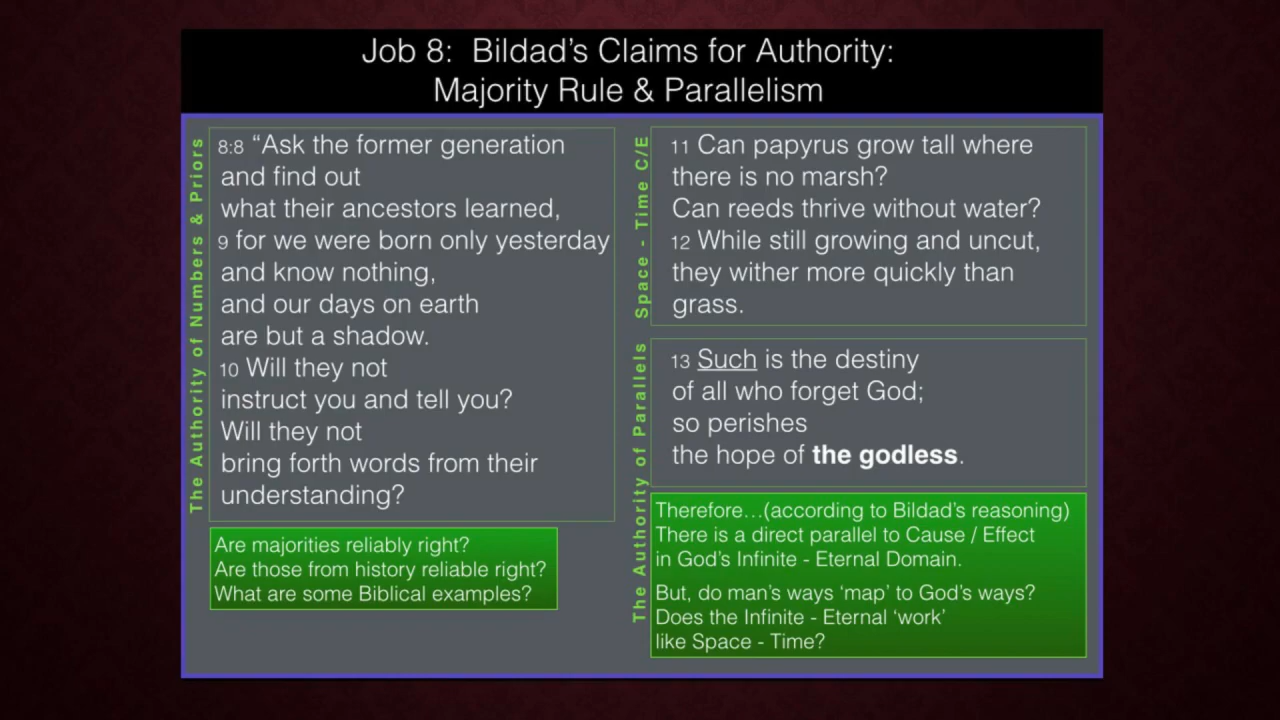 Job 8: Bildad’s Claims for Authority:
Majority Rule & Parallelism
The Authority of Numbers & Priors
8:8 “Ask the former generation
and find out
what their ancestors learned,
9 for we were born only yesterday
and know nothing,
and our days on earth
are but a shadow.
10 Will they not
instruct you and tell you?
Will they not
bring forth words from their
understanding?
Are majorities reliably right?
Are those from history reliable right?
What are some Biblical examples?
Space - Time C/E
11 Can papyrus grow tall where
there is no marsh?
Can reeds thrive without water?
12 While still growing and uncut,
they wither more quickly than
grass.
The Authority of Parallels
13 Such is the destiny
of all who forget God;
so perishes
the hope of the godless.
Therefore…(according to Bildad’s reasoning)
There is a direct parallel to Cause / Effect
in God’s Infinite - Eternal Domain.
But, do man’s ways ‘map’ to God’s ways?
Does the Infinite - Eternal ‘work’
like Space - Time?